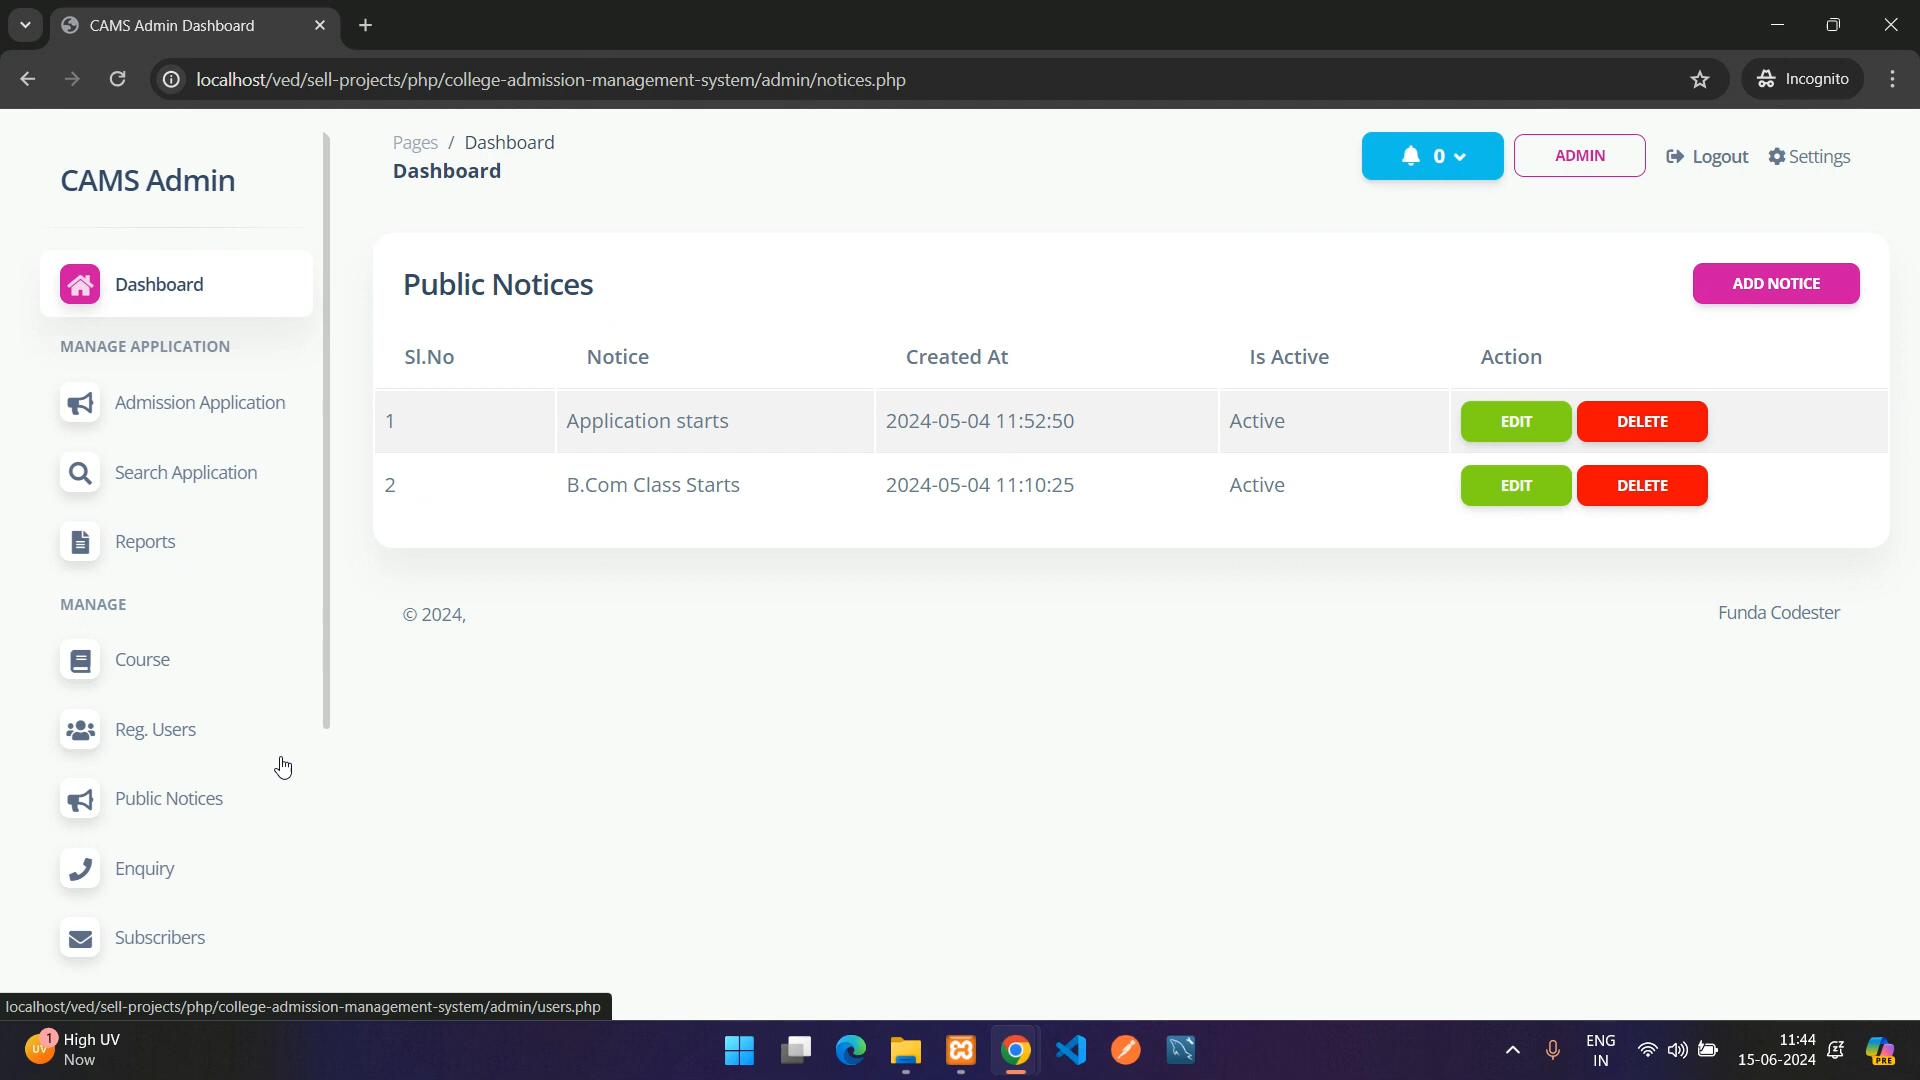 CAMS Admin Dashboard
localhost/ved/sell-projects/php/college-admission-management-system/admin/notices.php
Incognito
CAMS Admin
Pages / Dashboard
Dashboard
0
ADMIN
Logout
Settings
Dashboard
MANAGE APPLICATION
Admission Application
Search Application
Reports
MANAGE
Course
Reg. Users
Public Notices
Enquiry
Subscribers
Public Notices
ADD NOTICE
Sl.No Notice Created At Is Active Action
1 Application starts 2024-05-04 11:52:50 Active EDIT DELETE
2 B.Com Class Starts 2024-05-04 11:10:25 Active EDIT DELETE
© 2024,
Funda Codester
localhost/ved/sell-projects/php/college-admission-management-system/admin/users.php
UV
1
High UV
Now
ENG
IN
11:44
15-06-2024
PRE